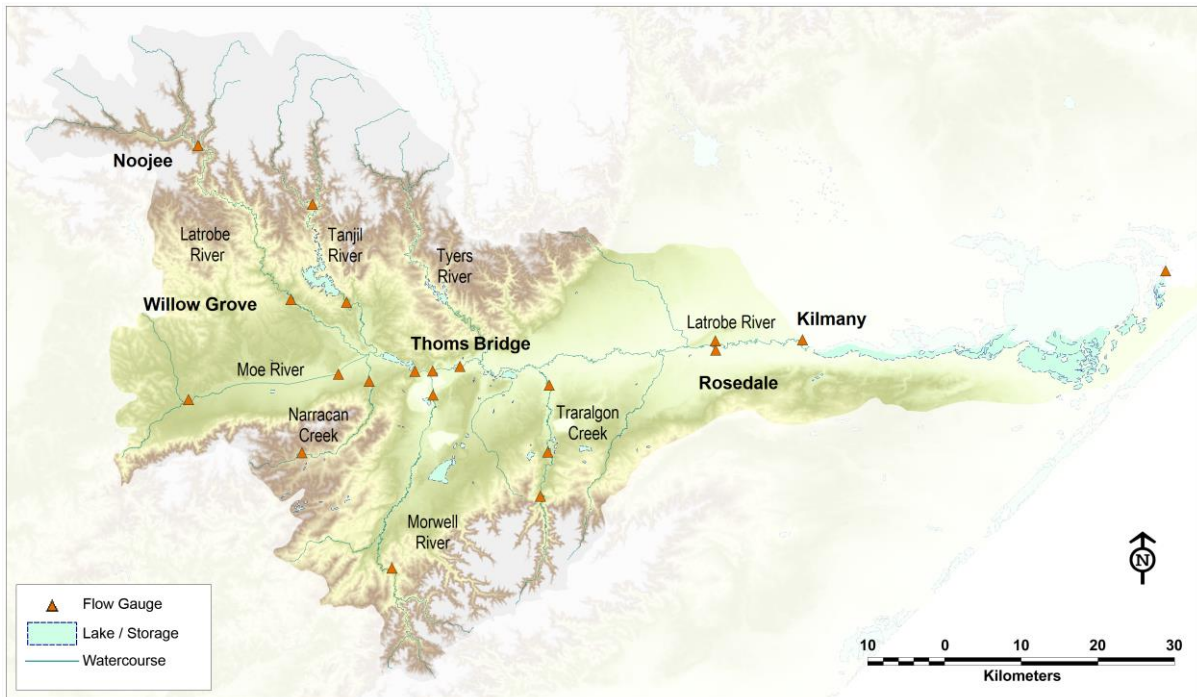 Noojee
Latrobe
River
Tanjil
River
Tyers
River
Willow Grove
Thoms Bridge
Latrobe River
Kilmany
Moe River
Rosedale
Narracan
Creek
Traralgon
Creek
Morwell
River
N
Flow Gauge
Lake / Storage
Watercourse
10 0 10 20 30
Kilometers